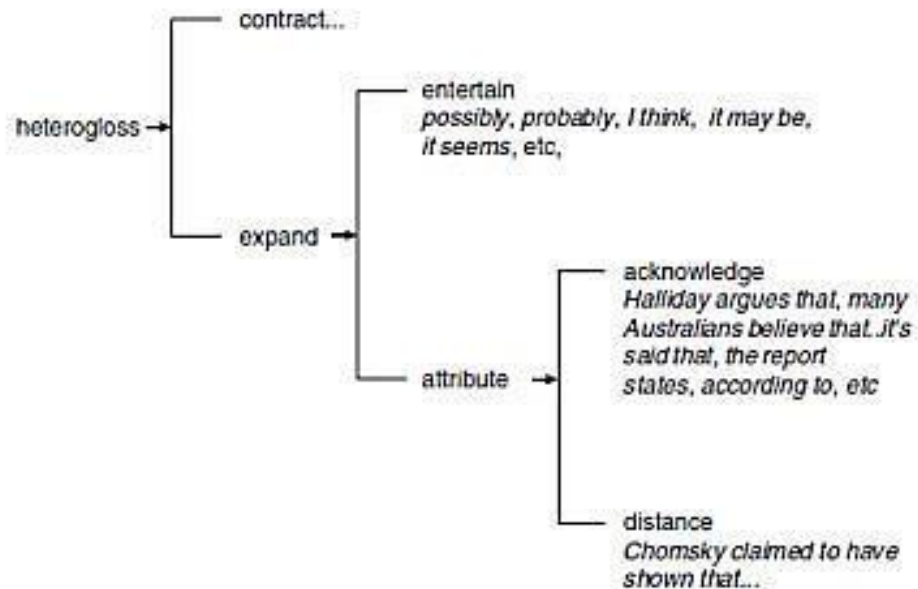 contract...
entertain
possibly, probably, I think, it may be,
it seems, etc,
heterogloss
expand
acknowledge
Halliday argues that, many
Australians believe that..it's
said that, the report
states, according to, etc
attribute
distance
Chomsky claimed to have
shown that...